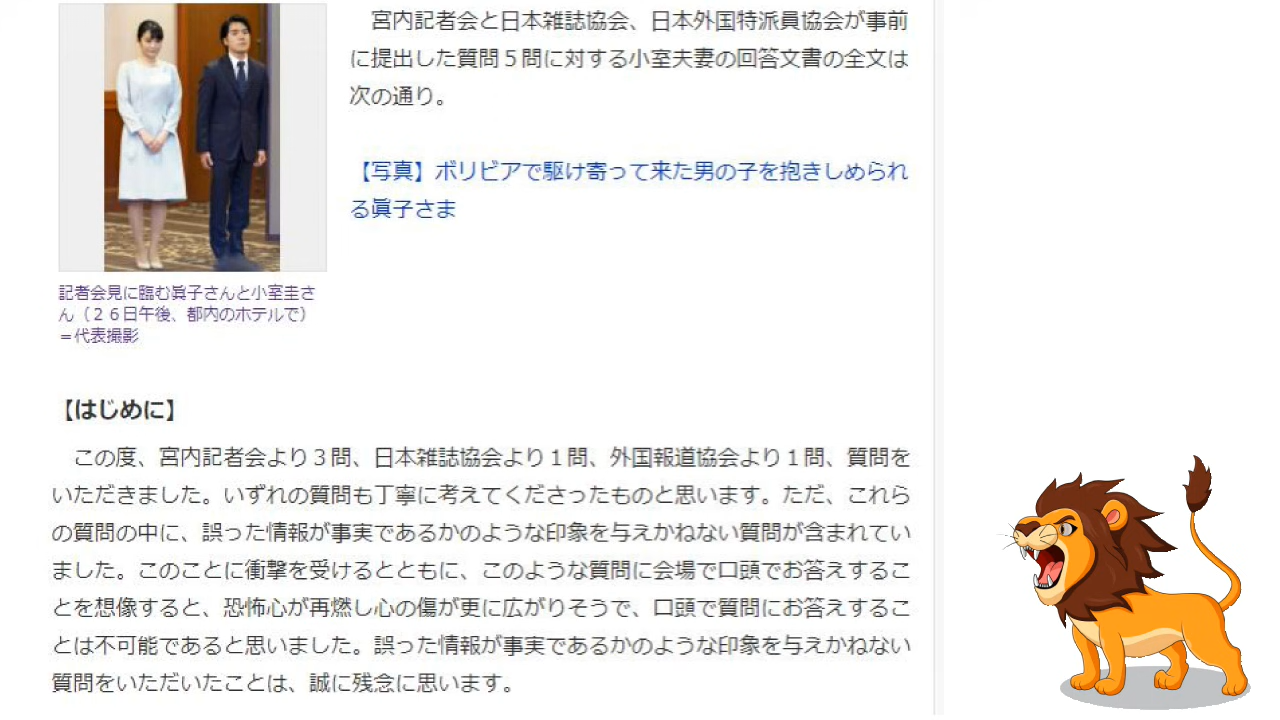 宮内記者会と日本雑誌協会、日本外国特派員協会が事前
に提出した質問５問に対する小室夫妻の回答文書の全文は
次の通り。
【写真】ボリビアで駆け寄って来た男の子を抱きしめられ
る眞子さま
記者会見に臨む眞子さんと小室圭さ
ん（２６日午後、都内のホテルで）
＝代表撮影
【はじめに】
この度、宮内記者会より３問、日本雑誌協会より１問、外国報道協会より１問、質問を
いただきました。いずれの質問も丁寧に考えてくださったものと思います。ただ、これら
の質問の中に、誤った情報が事実であるかのような印象を与えかねない質問が含まれてい
ました。このことに衝撃を受けるとともに、このような質問に会場で口頭でお答えするこ
とを想像すると、恐怖心が再燃し心の傷が更に広がりそうで、口頭で質問にお答えするこ
とは不可能であると思いました。誤った情報が事実であるかのような印象を与えかねない
質問をいただいたことは、誠に残念に思います。